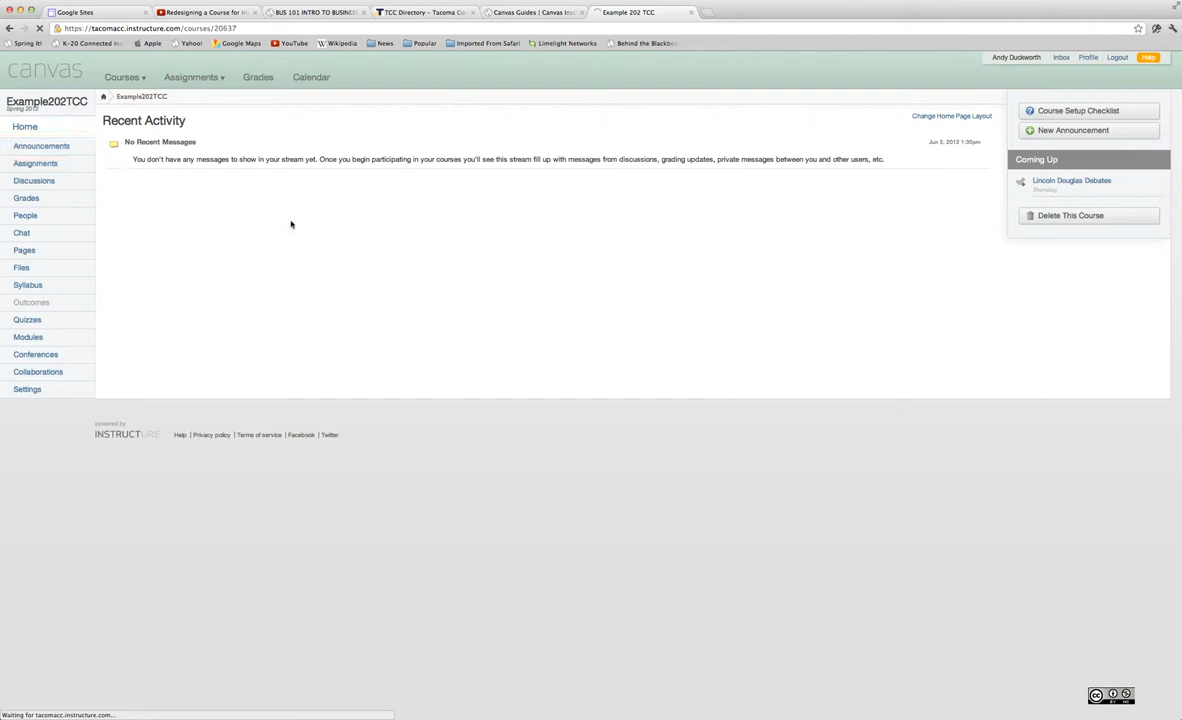 Google Sites
Redesigning a Course for In
BUS 101 INTRO TO BUSINES
TCC Directory – Tacoma Co
Canvas Guides | Canvas Inst
Example 202 TCC
https://tacomacc.instructure.com/courses/20637
Spring It!
K-20 Connected In
Apple
Yahoo!
Google Maps
YouTube
Wikipedia
News
Popular
Imported From Safari
Limelight Networks
Behind the Blackbo
canvas
Courses
Assignments
Grades
Calendar
Andy Duckworth
Inbox
Profile
Logout
Help
Example202TCC
Spring 2012
Home
Announcements
Assignments
Discussions
Grades
People
Chat
Pages
Files
Syllabus
Outcomes
Quizzes
Modules
Conferences
Collaborations
Settings
Example202TCC
Recent Activity
Change Home Page Layout
No Recent Messages
Jun 5, 2012 1:30pm
You don't have any messages to show in your stream yet. Once you begin participating in your courses you'll see this stream fill up with messages from discussions, grading updates, private messages between you and other users, etc.
Course Setup Checklist
New Announcement
Coming Up
Lincoln Douglas Debates
Thursday
Delete This Course
powered by
INSTRUCTURE
Help | Privacy policy | Terms of service | Facebook | Twitter
cc
BY NC
Waiting for tacomacc.instructure.com...